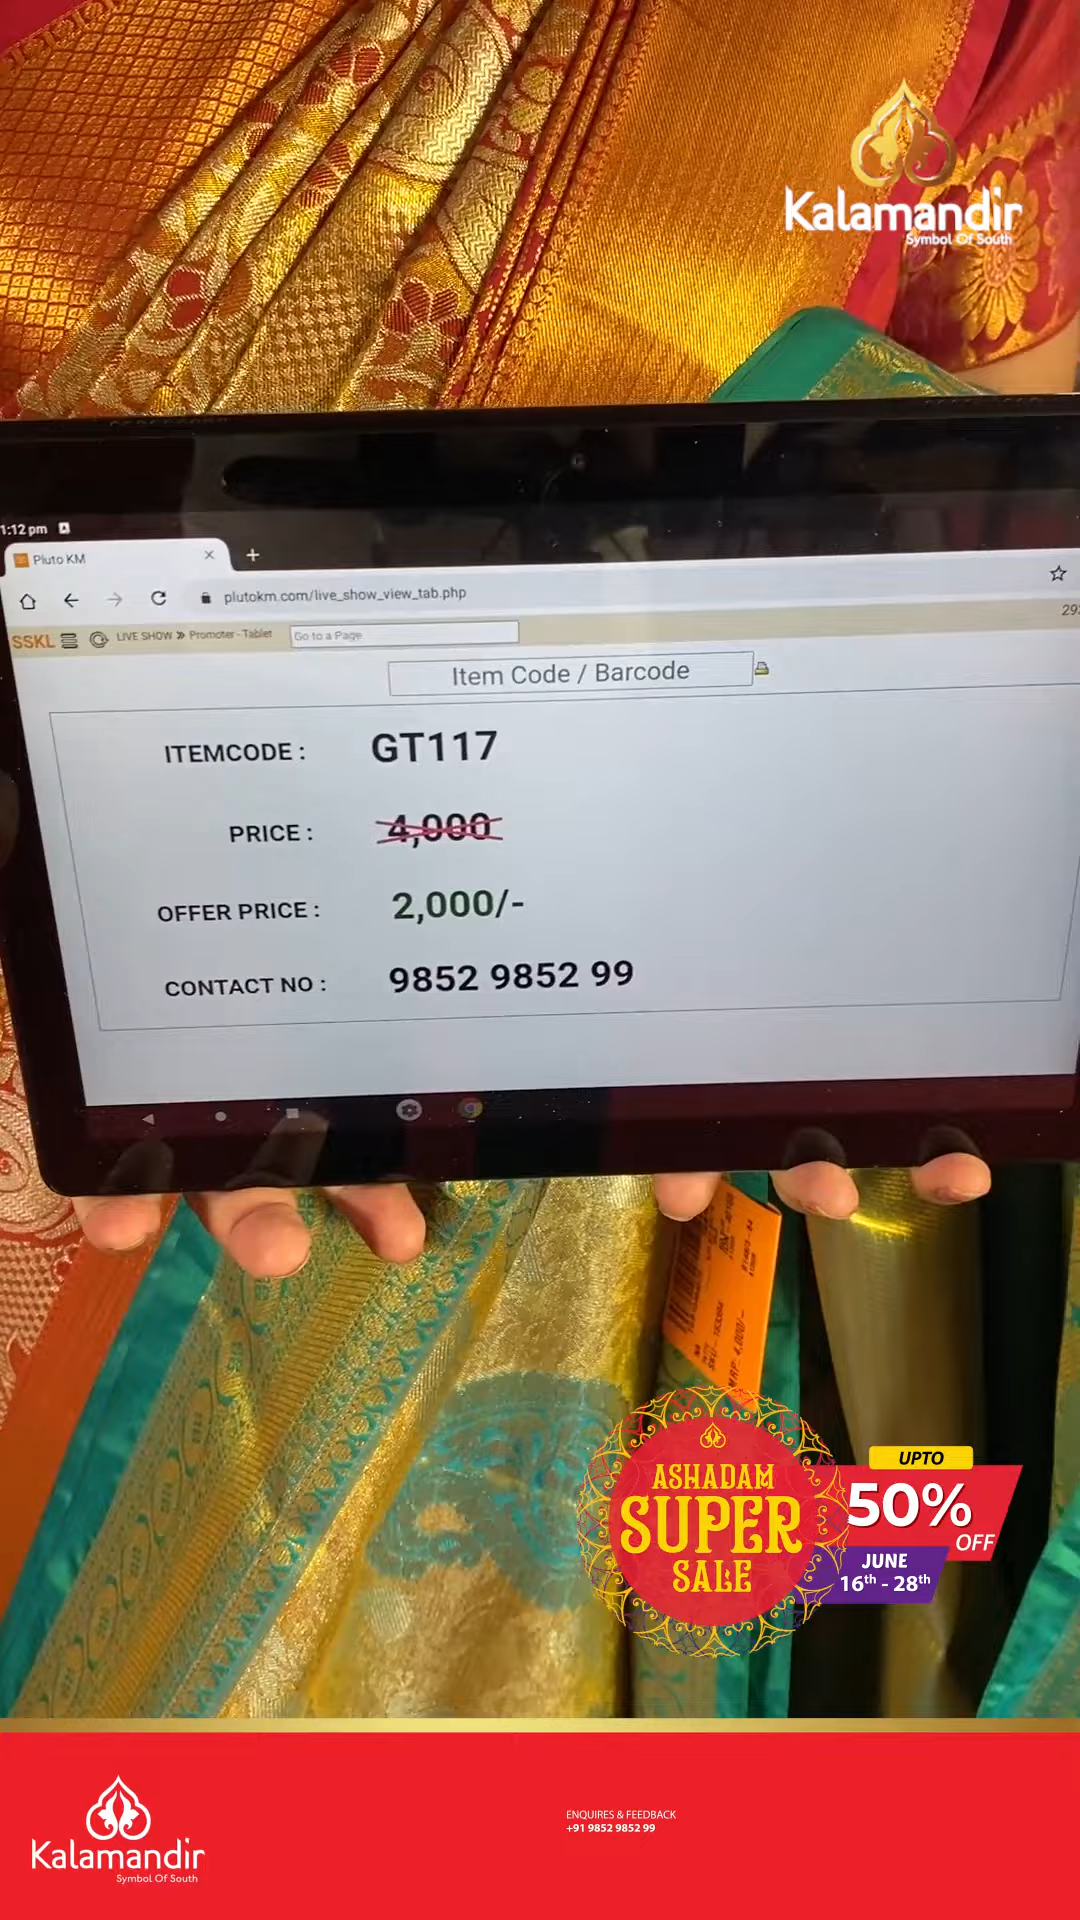 Kalamandir
Symbol Of South
1:12 pm
Pluto KM
plutokm.com/live_show_view_tab.php
SSKL
LIVE SHOW » Promoter - Tablet
Go to a Page
Item Code / Barcode
ITEMCODE : GT117
PRICE : 4,000
OFFER PRICE : 2,000/-
CONTACT NO : 9852 9852 99
MRP 4,000/-
ASHADAM
SUPER
SALE
UPTO
50%
OFF
JUNE
16th - 28th
Kalamandir
Symbol Of South
ENQUIRES & FEEDBACK
+91 9852 9852 99